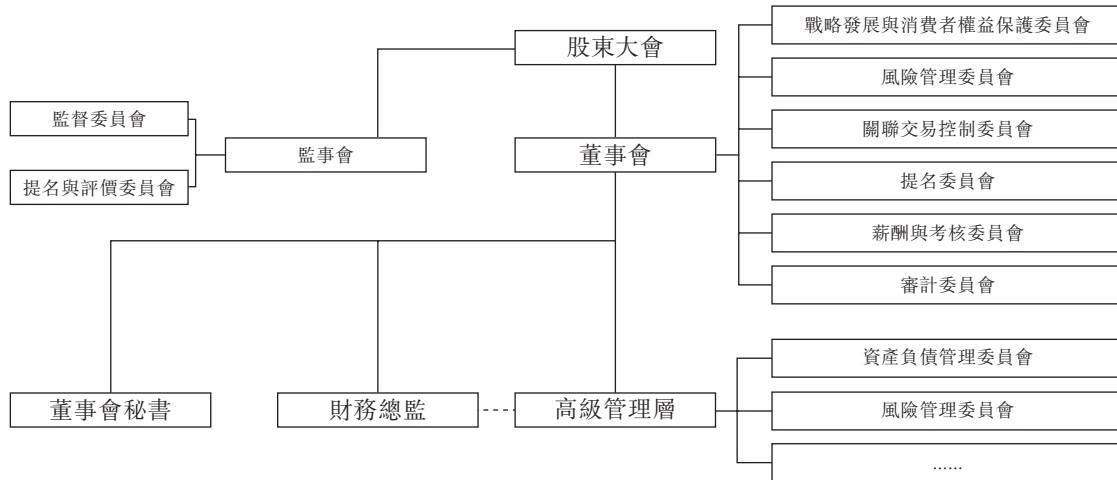 戰略發展與消費者權益保護委員會
股東大會
風險管理委員會
監督委員會
關聯交易控制委員會
監事會
董事會
提名與評價委員會
提名委員會
薪酬與考核委員會
審計委員會
資產負債管理委員會
董事會秘書
財務總監
高級管理層
風險管理委員會
......